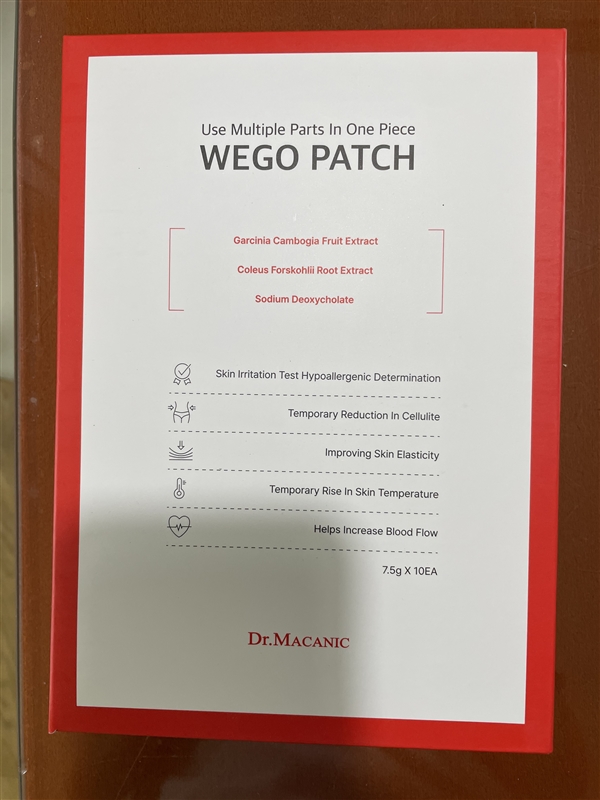 Use Multiple Parts In One Piece
WEGO PATCH
Garcinia Cambogia Fruit Extract
Coleus Forskohlii Root Extract
Sodium Deoxycholate
Skin Irritation Test Hypoallergenic Determination
Temporary Reduction In Cellulite
Improving Skin Elasticity
Temporary Rise In Skin Temperature
Helps Increase Blood Flow
7.5g X 10EA
Dr.Macanic